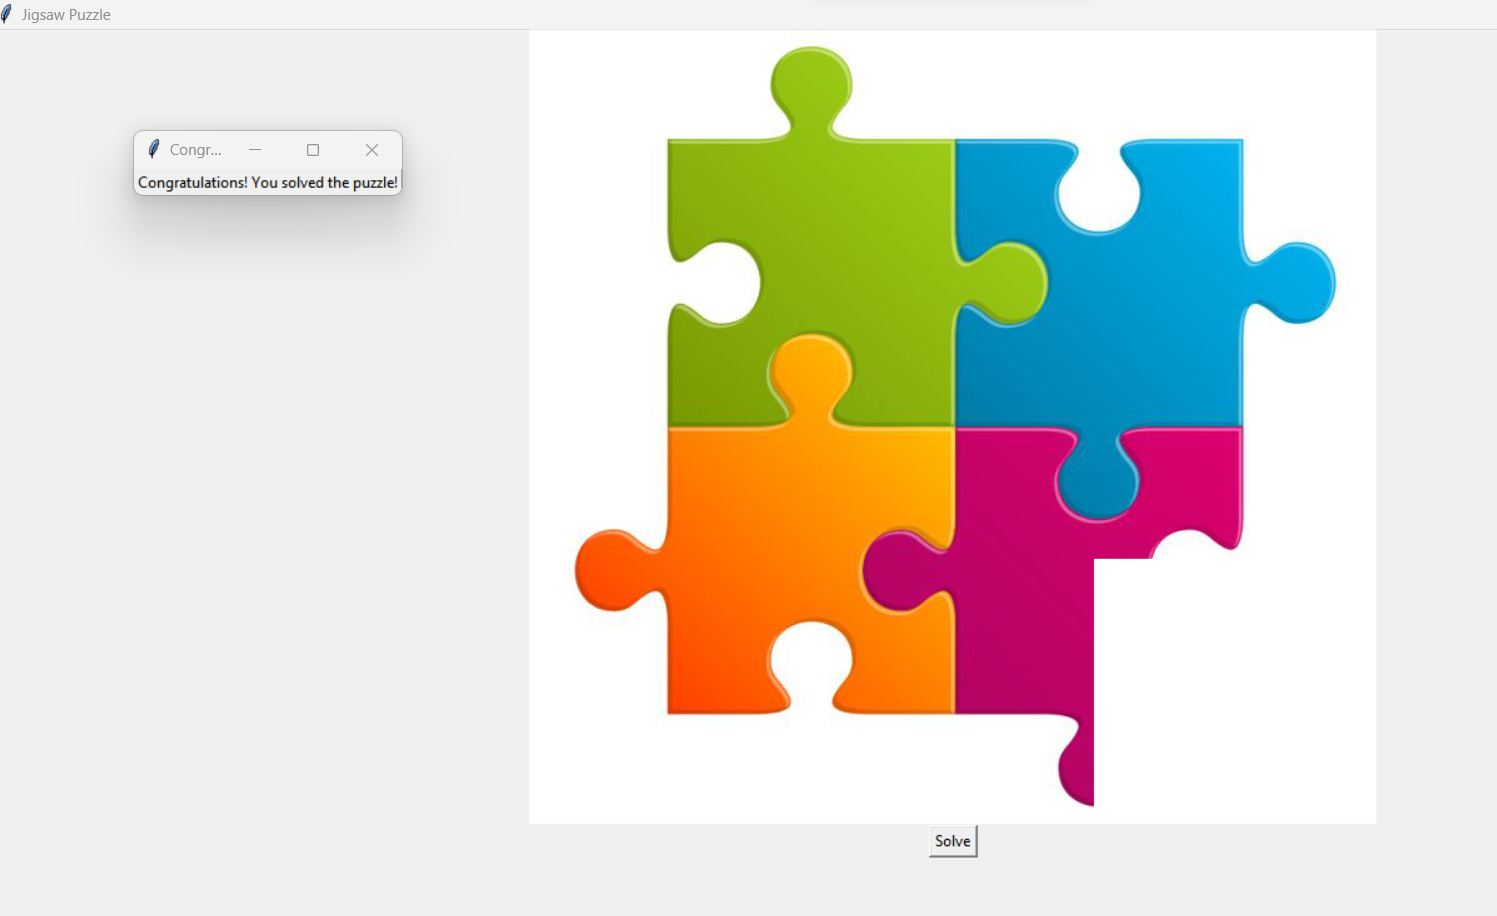 Jigsaw Puzzle
Congr...
Congratulations! You solved the puzzle!
Solve